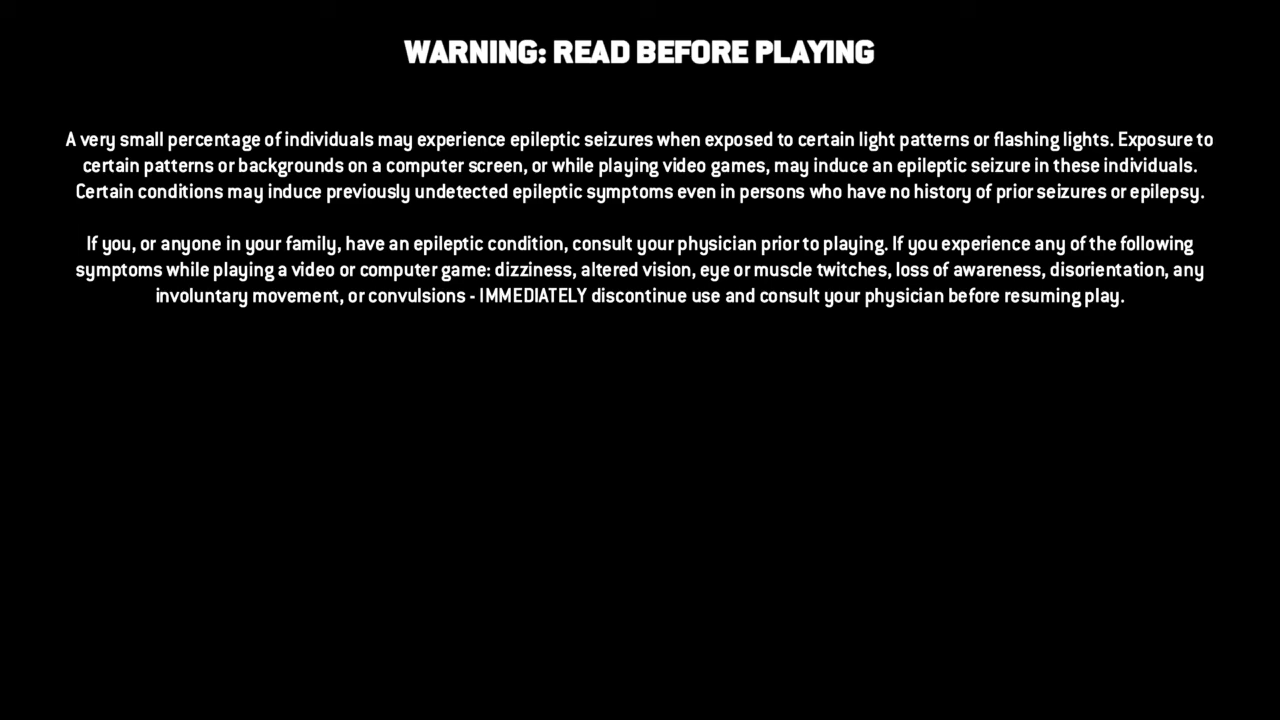 WARNING: READ BEFORE PLAYING
A very small percentage of individuals may experience epileptic seizures when exposed to certain light patterns or flashing lights. Exposure to
certain patterns or backgrounds on a computer screen, or while playing video games, may induce an epileptic seizure in these individuals.
Certain conditions may induce previously undetected epileptic symptoms even in persons who have no history of prior seizures or epilepsy.
If you, or anyone in your family, have an epileptic condition, consult your physician prior to playing. If you experience any of the following
symptoms while playing a video or computer game: dizziness, altered vision, eye or muscle twitches, loss of awareness, disorientation, any
involuntary movement, or convulsions - IMMEDIATELY discontinue use and consult your physician before resuming play.